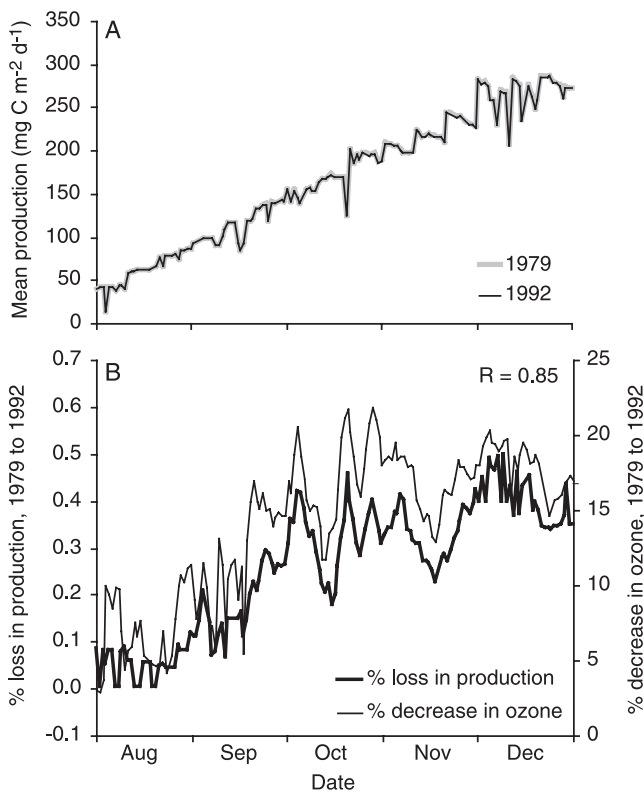 A
Mean production (mg C m-2 d-1)
350
300
250
200
150
100
50
0
1979
1992
B
R = 0.85
% loss in production, 1979 to 1992
0.7
0.6
0.5
0.4
0.3
0.2
0.1
0.0
-0.1
25
20
15
10
5
0
% decrease in ozone, 1979 to 1992
% loss in production
% decrease in ozone
Aug Sep Oct Nov Dec
Date